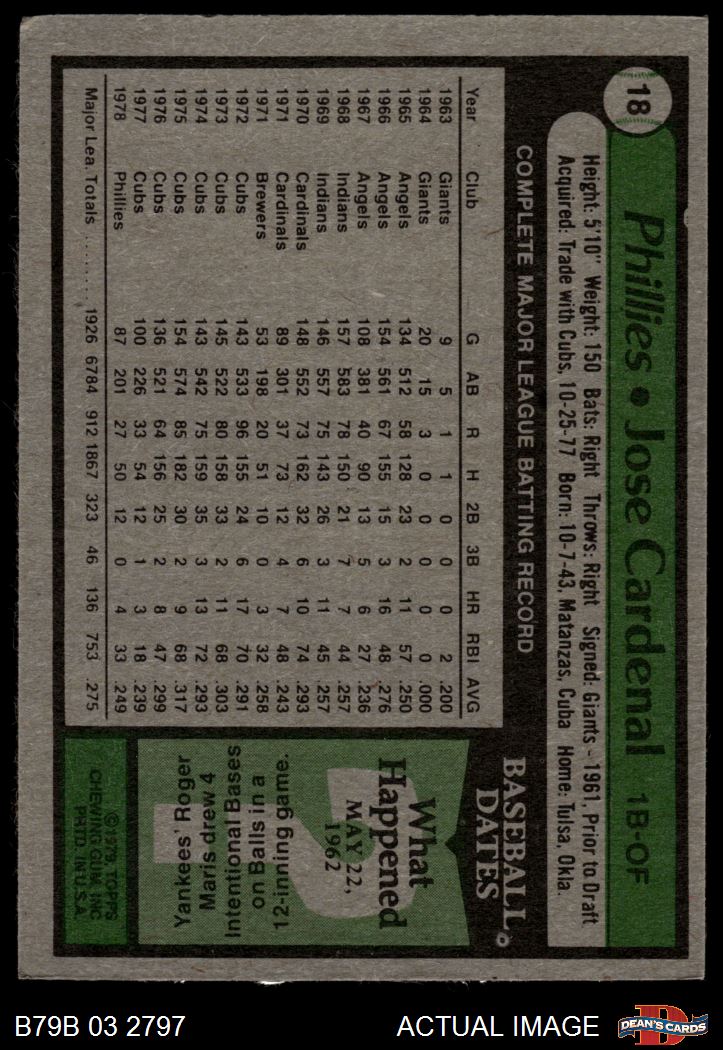 18
Phillies • Jose Cardenal 1B-OF
Height: 5'10" Weight: 150 Bats: Right Throws: Right Signed: Giants - 1961, Prior to Draft
Acquired: Trade with Cubs, 10-25-77 Born: 10-7-43, Matanzas, Cuba Home: Tulsa, Okla.
COMPLETE MAJOR LEAGUE BATTING RECORD
Year Club G AB R H 2B 3B HR RBI AVG
1963 Giants 9 5 1 1 0 0 0 2 .200
1964 Giants 20 15 3 0 0 0 0 0 .000
1965 Angels 134 512 58 128 23 2 11 57 .250
1966 Angels 154 561 67 155 15 3 16 48 .276
1967 Angels 108 381 40 90 13 5 6 27 .236
1968 Indians 157 583 78 150 21 7 7 44 .257
1969 Indians 146 557 75 143 26 3 11 45 .257
1970 Cardinals 148 552 73 162 32 6 10 74 .293
1971 Cardinals 89 301 37 73 12 4 7 48 .243
1971 Brewers 53 198 20 51 10 0 3 32 .258
1972 Cubs 143 533 96 155 24 6 17 70 .291
1973 Cubs 145 522 80 158 33 2 11 68 .303
1974 Cubs 143 542 75 159 35 3 13 72 .293
1975 Cubs 154 574 85 182 30 2 9 68 .317
1976 Cubs 136 521 64 156 25 2 8 47 .299
1977 Cubs 100 226 33 54 12 1 3 18 .239
1978 Phillies 87 201 27 50 12 0 4 33 .249
Major Lea. Totals ........ 1926 6784 912 1867 323 46 136 753 .275
BASEBALL
DATES
What
Happened
MAY 22,
1962
?
Yankees' Roger
Maris drew 4
Intentional Bases
on Balls in a
12-inning game.
©1979, TOPPS
CHEWING GUM, INC.
PRTD. IN U.S.A.
B79B 03 2797
ACTUAL IMAGE
D
DEAN'S CARDS